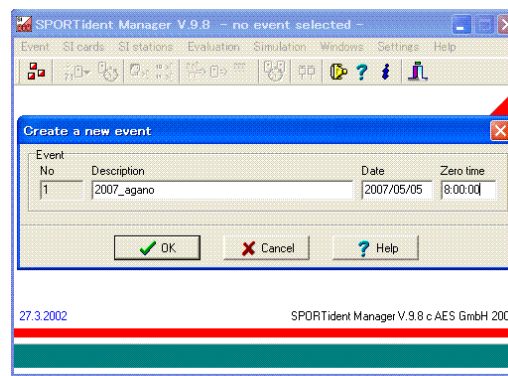 SPORTident Manager V.9.8 - no event selected -
Event SI cards SI stations Evaluation Simulation Windows Settings Help
Create a new event
Event
No Description Date Zero time
1 2007_agano 2007/05/05 8:00:00
OK Cancel Help
27.3.2002 SPORTident Manager V.9.8 c AES GmbH 200